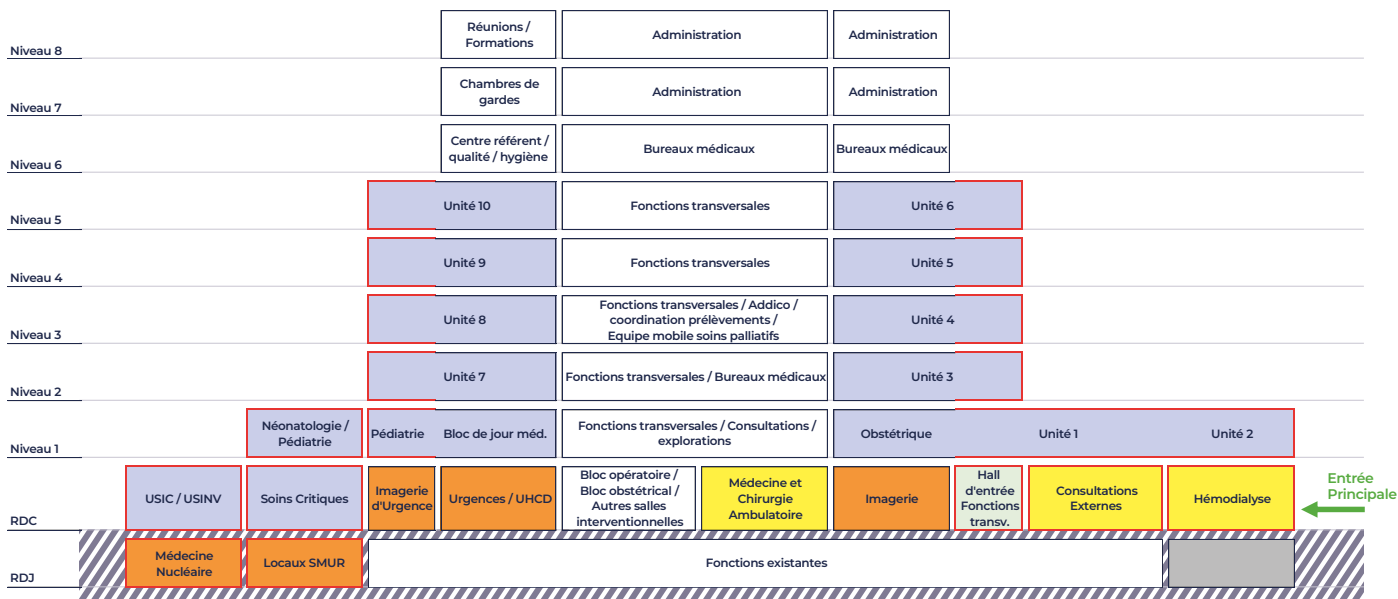 Niveau 8
Réunions /
Formations
Administration
Administration
Niveau 7
Chambres de
gardes
Administration
Administration
Niveau 6
Centre référent /
qualité / hygiène
Bureaux médicaux
Bureaux médicaux
Niveau 5
Unité 10
Fonctions transversales
Unité 6
Niveau 4
Unité 9
Fonctions transversales
Unité 5
Niveau 3
Unité 8
Fonctions transversales / Addico /
coordination prélèvements /
Equipe mobile soins palliatifs
Unité 4
Niveau 2
Unité 7
Fonctions transversales / Bureaux médicaux
Unité 3
Niveau 1
Néonatologie /
Pédiatrie
Pédiatrie
Bloc de jour méd.
Fonctions transversales / Consultations /
explorations
Obstétrique
Unité 1
Unité 2
RDC
USIC / USINV
Soins Critiques
Imagerie
d'Urgence
Urgences / UHCD
Bloc opératoire /
Bloc obstétrical /
Autres salles
interventionnelles
Médecine et
Chirurgie
Ambulatoire
Imagerie
Hall
d'entrée
Fonctions
transv.
Consultations
Externes
Hémodialyse
Entrée
Principale
RDJ
Médecine
Nucléaire
Locaux SMUR
Fonctions existantes